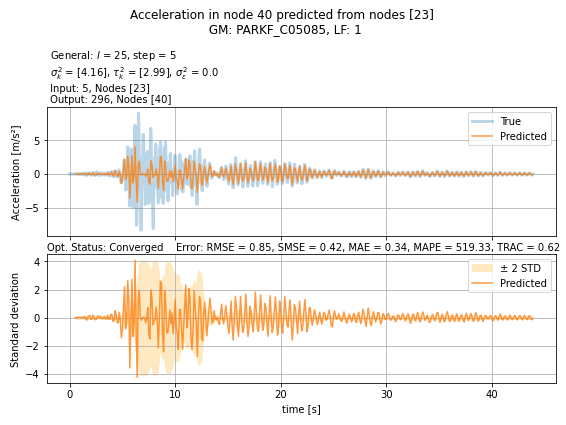 Acceleration in node 40 predicted from nodes [23]
GM: PARKF_C05085, LF: 1
General: l = 25, step = 5
σ²ₖ = [4.16], τ²ₖ = [2.99], σ²ε = 0.0
Input: 5, Nodes [23]
Output: 296, Nodes [40]
True
Predicted
5
0
−5
Acceleration [m/s²]
Opt. Status: Converged Error: RMSE = 0.85, SMSE = 0.42, MAE = 0.34, MAPE = 519.33, TRAC = 0.62
± 2 STD
Predicted
4
2
0
−2
−4
Standard deviation
0 10 20 30 40
time [s]